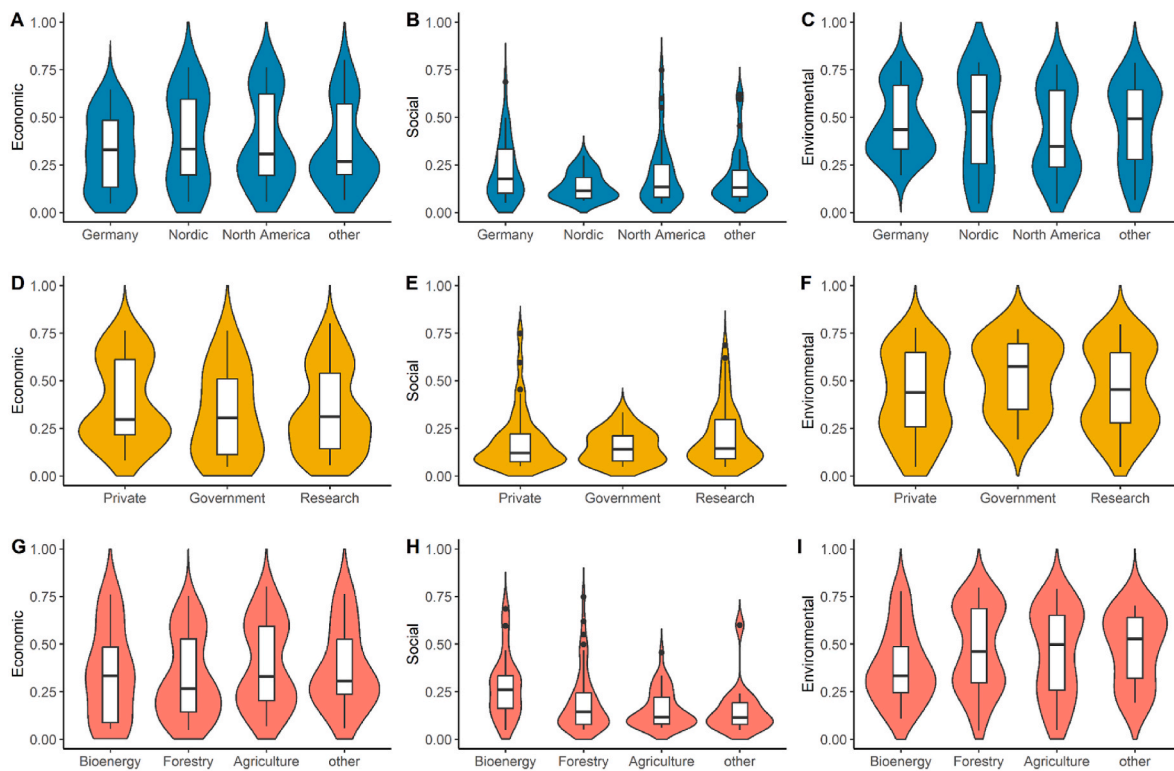 A
Economic
1.00
0.75
0.50
0.25
0.00
Germany Nordic North America other
B
Social
1.00
0.75
0.50
0.25
0.00
Germany Nordic North America other
C
Environmental
1.00
0.75
0.50
0.25
0.00
Germany Nordic North America other
D
Economic
1.00
0.75
0.50
0.25
0.00
Private Government Research
E
Social
1.00
0.75
0.50
0.25
0.00
Private Government Research
F
Environmental
1.00
0.75
0.50
0.25
0.00
Private Government Research
G
Economic
1.00
0.75
0.50
0.25
0.00
Bioenergy Forestry Agriculture other
H
Social
1.00
0.75
0.50
0.25
0.00
Bioenergy Forestry Agriculture other
I
Environmental
1.00
0.75
0.50
0.25
0.00
Bioenergy Forestry Agriculture other